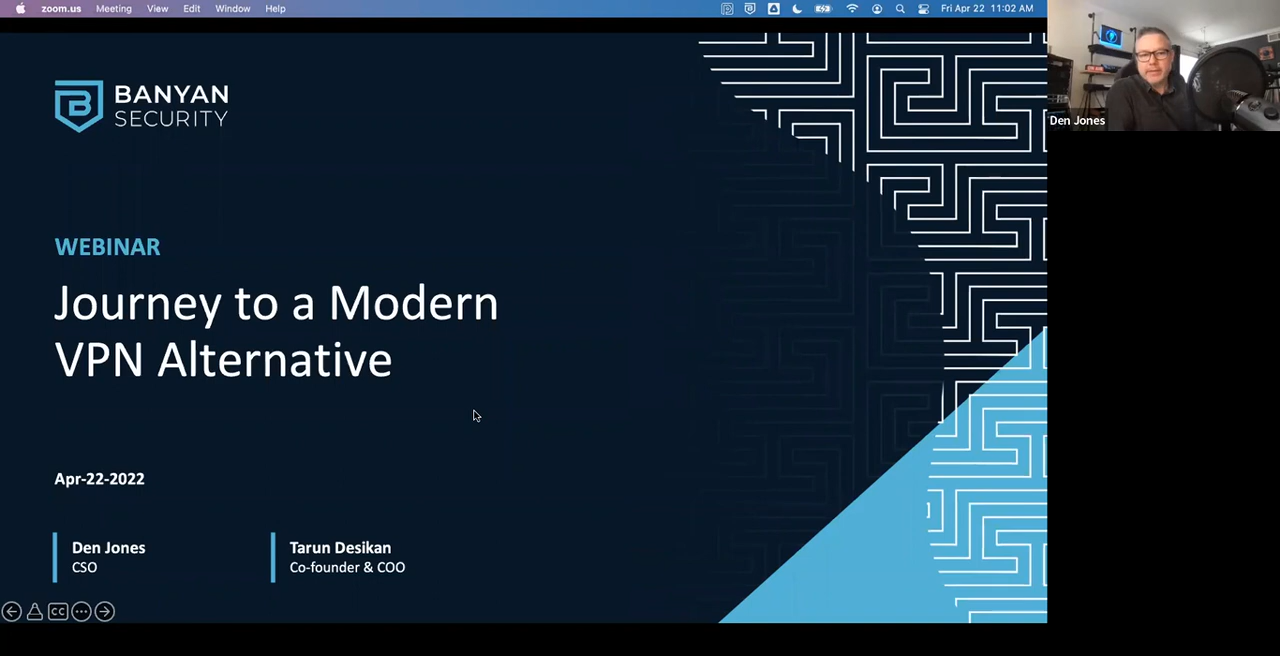 zoom.us Meeting View Edit Window Help Fri Apr 22 11:02 AM
BANYAN
SECURITY
Den Jones
WEBINAR
Journey to a Modern
VPN Alternative
Apr-22-2022
Den Jones
CSO
Tarun Desikan
Co-founder & COO
CC